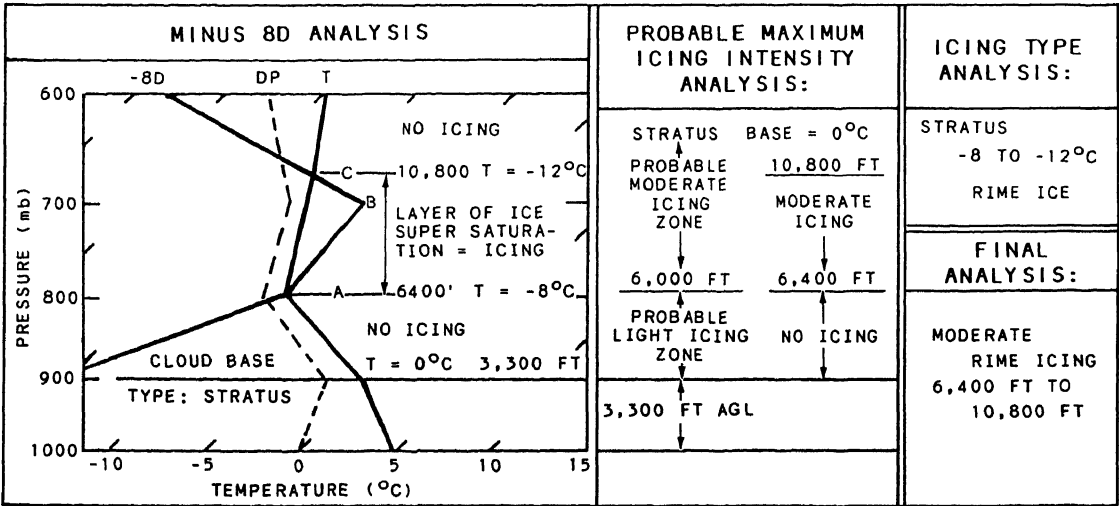 MINUS 8D ANALYSIS
-8D DP T
600
700
800
900
1000
PRESSURE (mb)
NO ICING
C 10,800 T = -12°C
B
LAYER OF ICE
SUPER SATURA-
TION = ICING
A 6400' T = -8°C
NO ICING
CLOUD BASE T = 0°C 3,300 FT
TYPE: STRATUS
-10 -5 0 5 10 15
TEMPERATURE (°C)
PROBABLE MAXIMUM
ICING INTENSITY
ANALYSIS:
STRATUS BASE = 0°C
PROBABLE
MODERATE
ICING
ZONE
10,800 FT
MODERATE
ICING
6,000 FT 6,400 FT
PROBABLE
LIGHT ICING
ZONE
NO ICING
3,300 FT AGL
ICING TYPE
ANALYSIS:
STRATUS
-8 TO -12°C
RIME ICE
FINAL
ANALYSIS:
MODERATE
RIME ICING
6,400 FT TO
10,800 FT